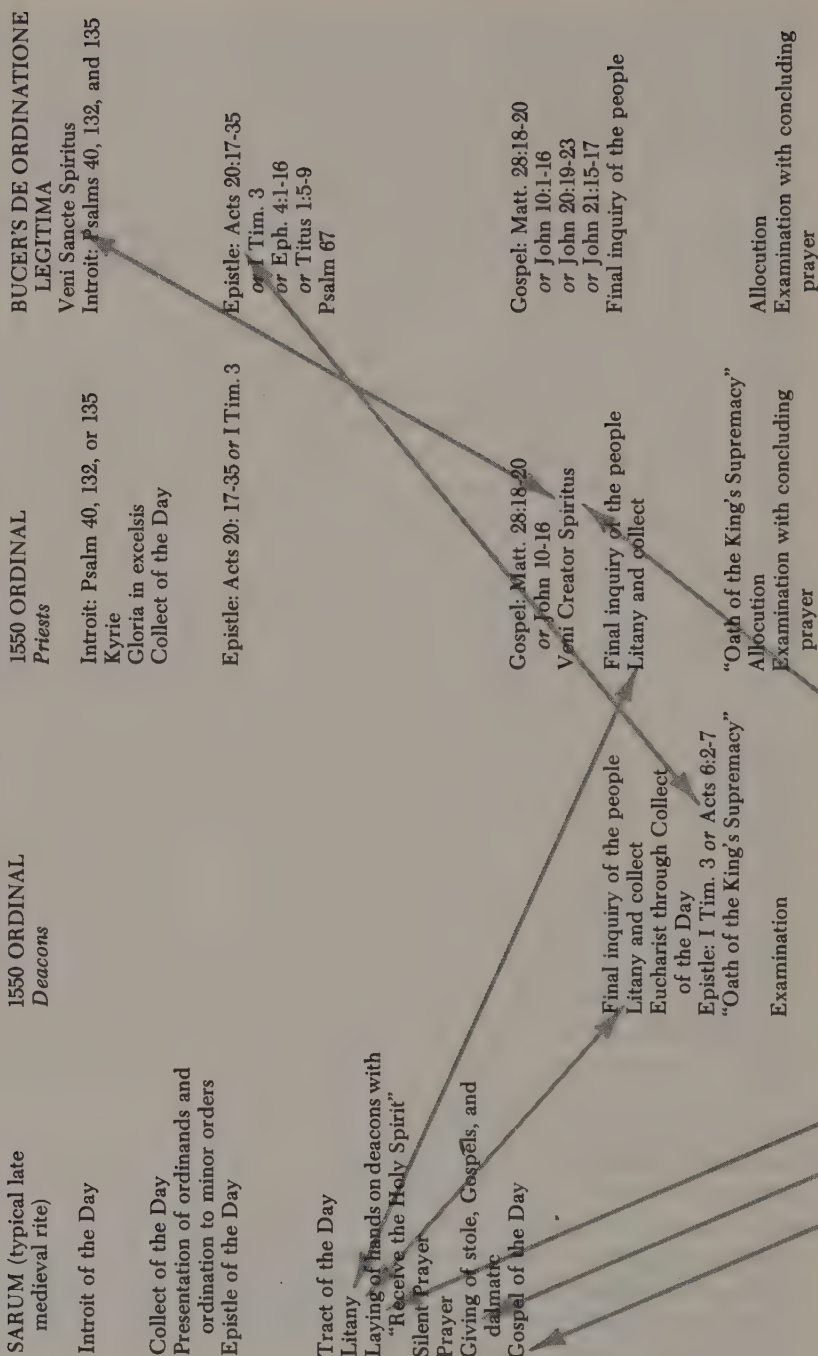 SARUM (typical late
medieval rite)
Introit of the Day
Collect of the Day
Presentation of ordinands and
ordination to minor orders
Epistle of the Day
Tract of the Day
Litany
Laying of hands on deacons with
"Receive the Holy Spirit"
Silent Prayer
Prayer
Giving of stole, Gospels, and
dalmatic
Gospel of the Day
1550 ORDINAL
Deacons
Final inquiry of the people
Litany and collect
Eucharist through Collect
of the Day
Epistle: I Tim. 3 or Acts 6:2-7
"Oath of the King's Supremacy"
Examination
1550 ORDINAL
Priests
Introit: Psalm 40, 132, or 135
Kyrie
Gloria in excelsis
Collect of the Day
Epistle: Acts 20: 17-35 or I Tim. 3
Gospel: Matt. 28:18-20
or John 10-16
Veni Creator Spiritus
Final inquiry of the people
Litany and collect
"Oath of the King's Supremacy"
Allocution
Examination with concluding
prayer
BUCER'S DE ORDINATIONE
LEGITIMA
Veni Sancte Spiritus
Introit: Psalms 40, 132, and 135
Epistle: Acts 20:17-35
or I Tim. 3
or Eph. 4:1-16
or Titus 1:5-9
Psalm 67
Gospel: Matt. 28:18-20
or John 10:1-16
or John 20:19-23
or John 21:15-17
Final inquiry of the people
Allocution
Examination with concluding
prayer